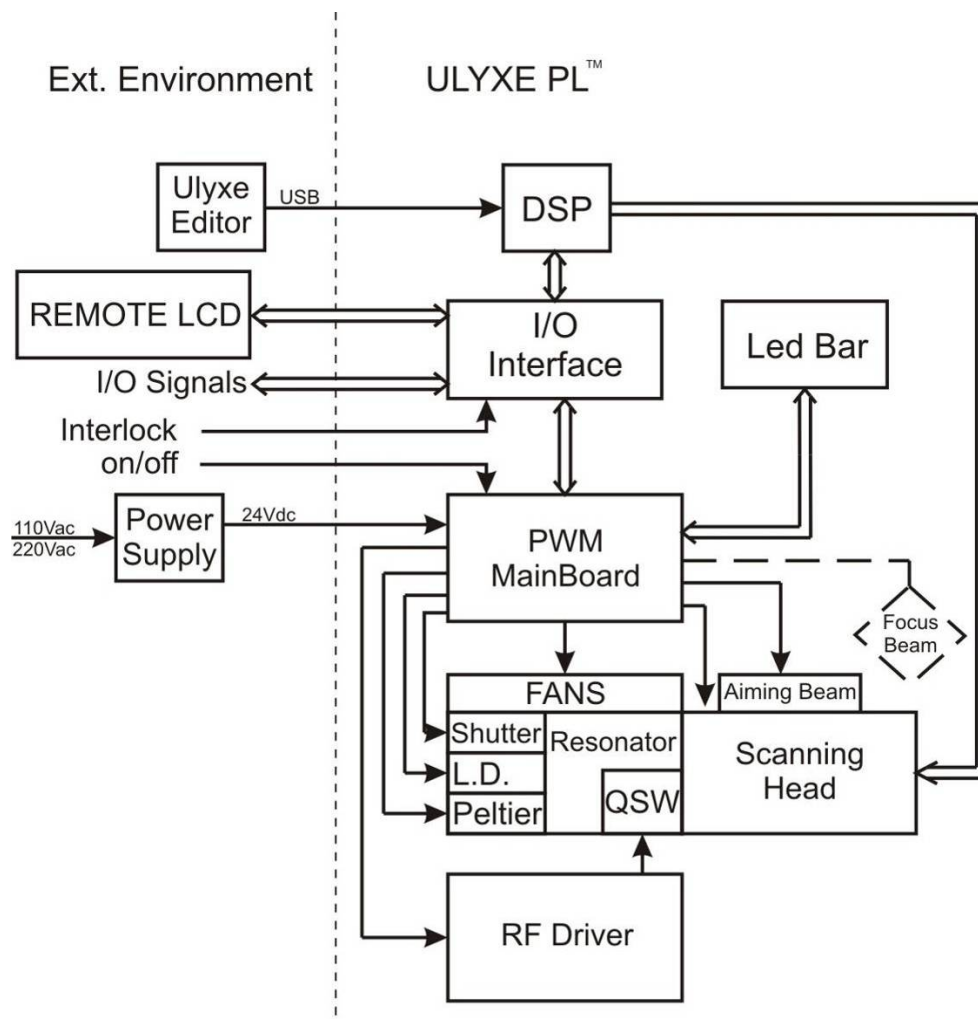 Ext. Environment
ULYXE PL™
Ulyxe
Editor
USB
DSP
REMOTE LCD
I/O
Interface
Led Bar
I/O Signals
Interlock
on/off
110Vac
220Vac
Power
Supply
24Vdc
PWM
MainBoard
Focus
Beam
FANS
Aiming Beam
Shutter
Resonator
Scanning
Head
L.D.
QSW
Peltier
RF Driver